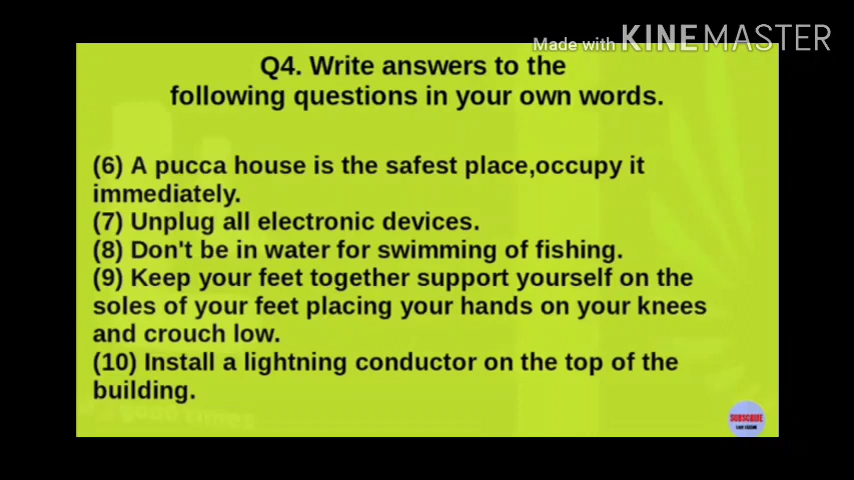 Made with KINEMASTER
Q4. Write answers to the
following questions in your own words.
(6) A pucca house is the safest place,occupy it
immediately.
(7) Unplug all electronic devices.
(8) Don't be in water for swimming of fishing.
(9) Keep your feet together support yourself on the
soles of your feet placing your hands on your knees
and crouch low.
(10) Install a lightning conductor on the top of the
building.
SUBSCRIBE